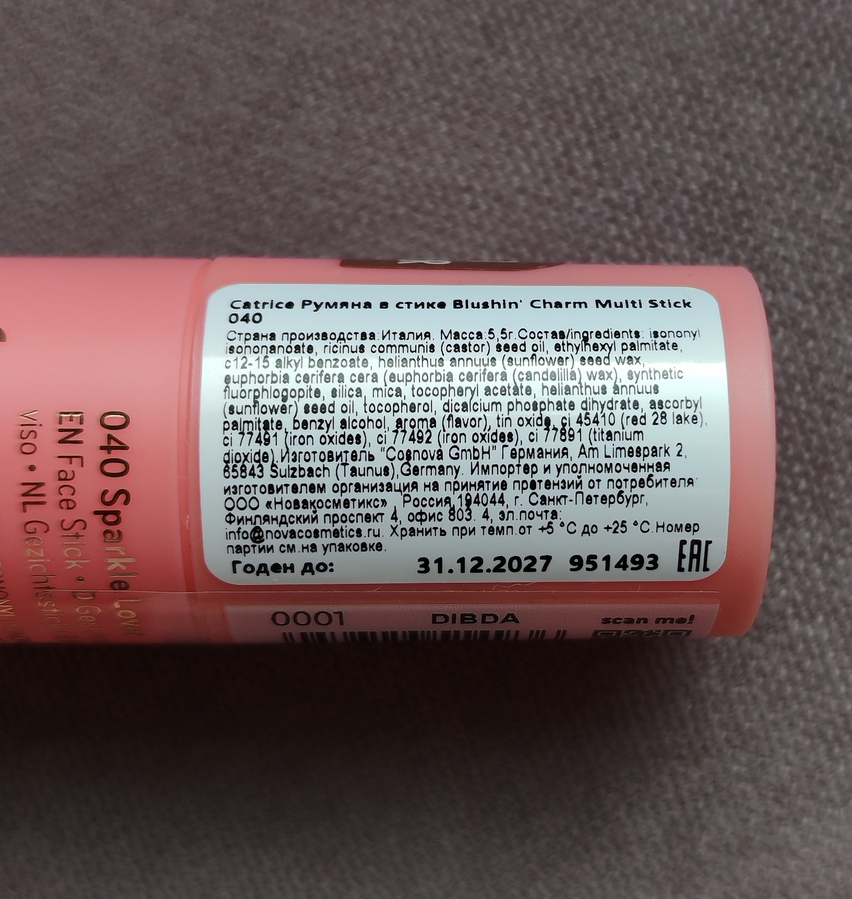 Catrice Румяна в стике Blushin' Charm Multi Stick
040
Страна производства:Италия. Масса:5,5г.Состав/ingredients: isononyl
isononanoate, ricinus communis (castor) seed oil, ethylhexyl palmitate,
c12-15 alkyl benzoate, helianthus annuus (sunflower) seed wax,
euphorbia cerifera cera (euphorbia cerifera (candelilla) wax), synthetic
fluorphlogopite, silica, mica, tocopheryl acetate, helianthus annuus
(sunflower) seed oil, tocopherol, dicalcium phosphate dihydrate, ascorbyl
palmitate, benzyl alcohol, aroma (flavor), tin oxide, ci 45410 (red 28 lake),
ci 77491 (iron oxides), ci 77492 (iron oxides), ci 77891 (titanium
dioxide).Изготовитель "Cosnova GmbH" Германия, Am Limespark 2,
65843 Sulzbach (Taunus),Germany. Импортер и уполномоченная
изготовителем организация на принятие претензий от потребителя:
ООО «Новакосметикс» , Россия,194044, г. Санкт-Петербург,
Финляндский проспект 4, офис 803. 4, эл.почта:
info@novacosmetics.ru. Хранить при темп.от +5 °C до +25 °C.Номер
партии см.на упаковке.
Годен до: 31.12.2027 951493 EAC
0001 DIBDA scan me!
040 Sparkle
EN Face Stick • D
viso • NL